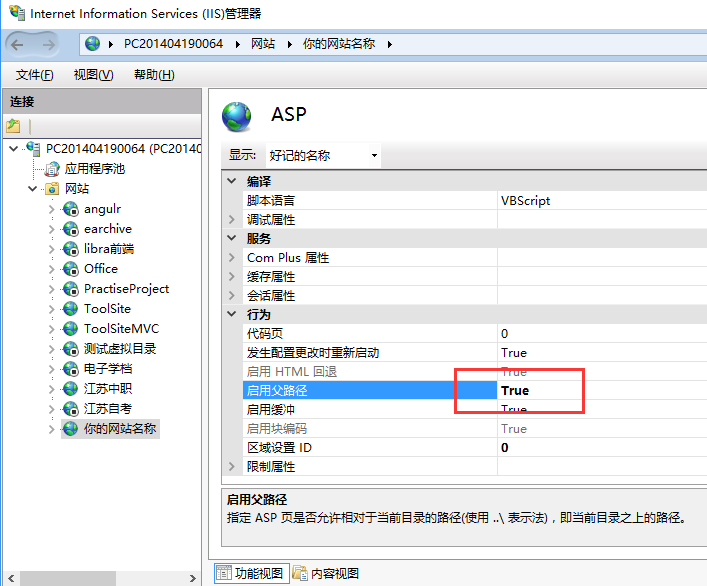 Internet Information Services (IIS)管理器
PC201404190064 网站 你的网站名称
文件(F) 视图(V) 帮助(H)
连接
PC201404190064 (PC20140
应用程序池
网站
angulr
earchive
libra前端
Office
PractiseProject
ToolSite
ToolSiteMVC
测试虚拟目录
电子学档
江苏中职
江苏自考
你的网站名称
ASP
显示: 好记的名称
编译
脚本语言 VBScript
调试属性
服务
Com Plus 属性
缓存属性
会话属性
行为
代码页 0
发生配置更改时重新启动 True
启用 HTML 回退 True
启用父路径 True
启用缓冲 True
启用块编码 True
区域设置 ID 0
限制属性
启用父路径
指定 ASP 页是否允许相对于当前目录的路径(使用 ..\ 表示法)，即当前目录之上的路径。
功能视图 内容视图